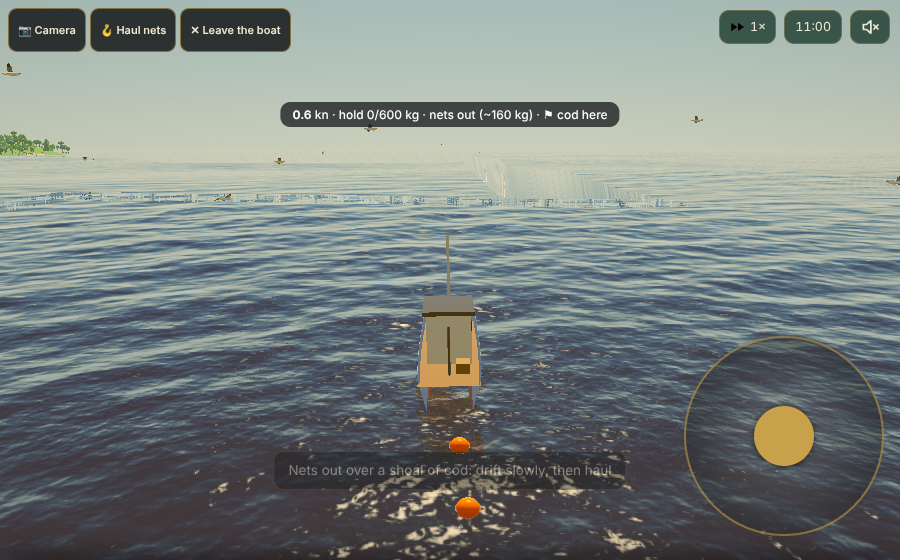 Camera
Haul nets
✕ Leave the boat
1×
11:00
0.6 kn · hold 0/600 kg · nets out (~160 kg) · ⚑ cod here
Nets out over a shoal of cod: drift slowly, then haul